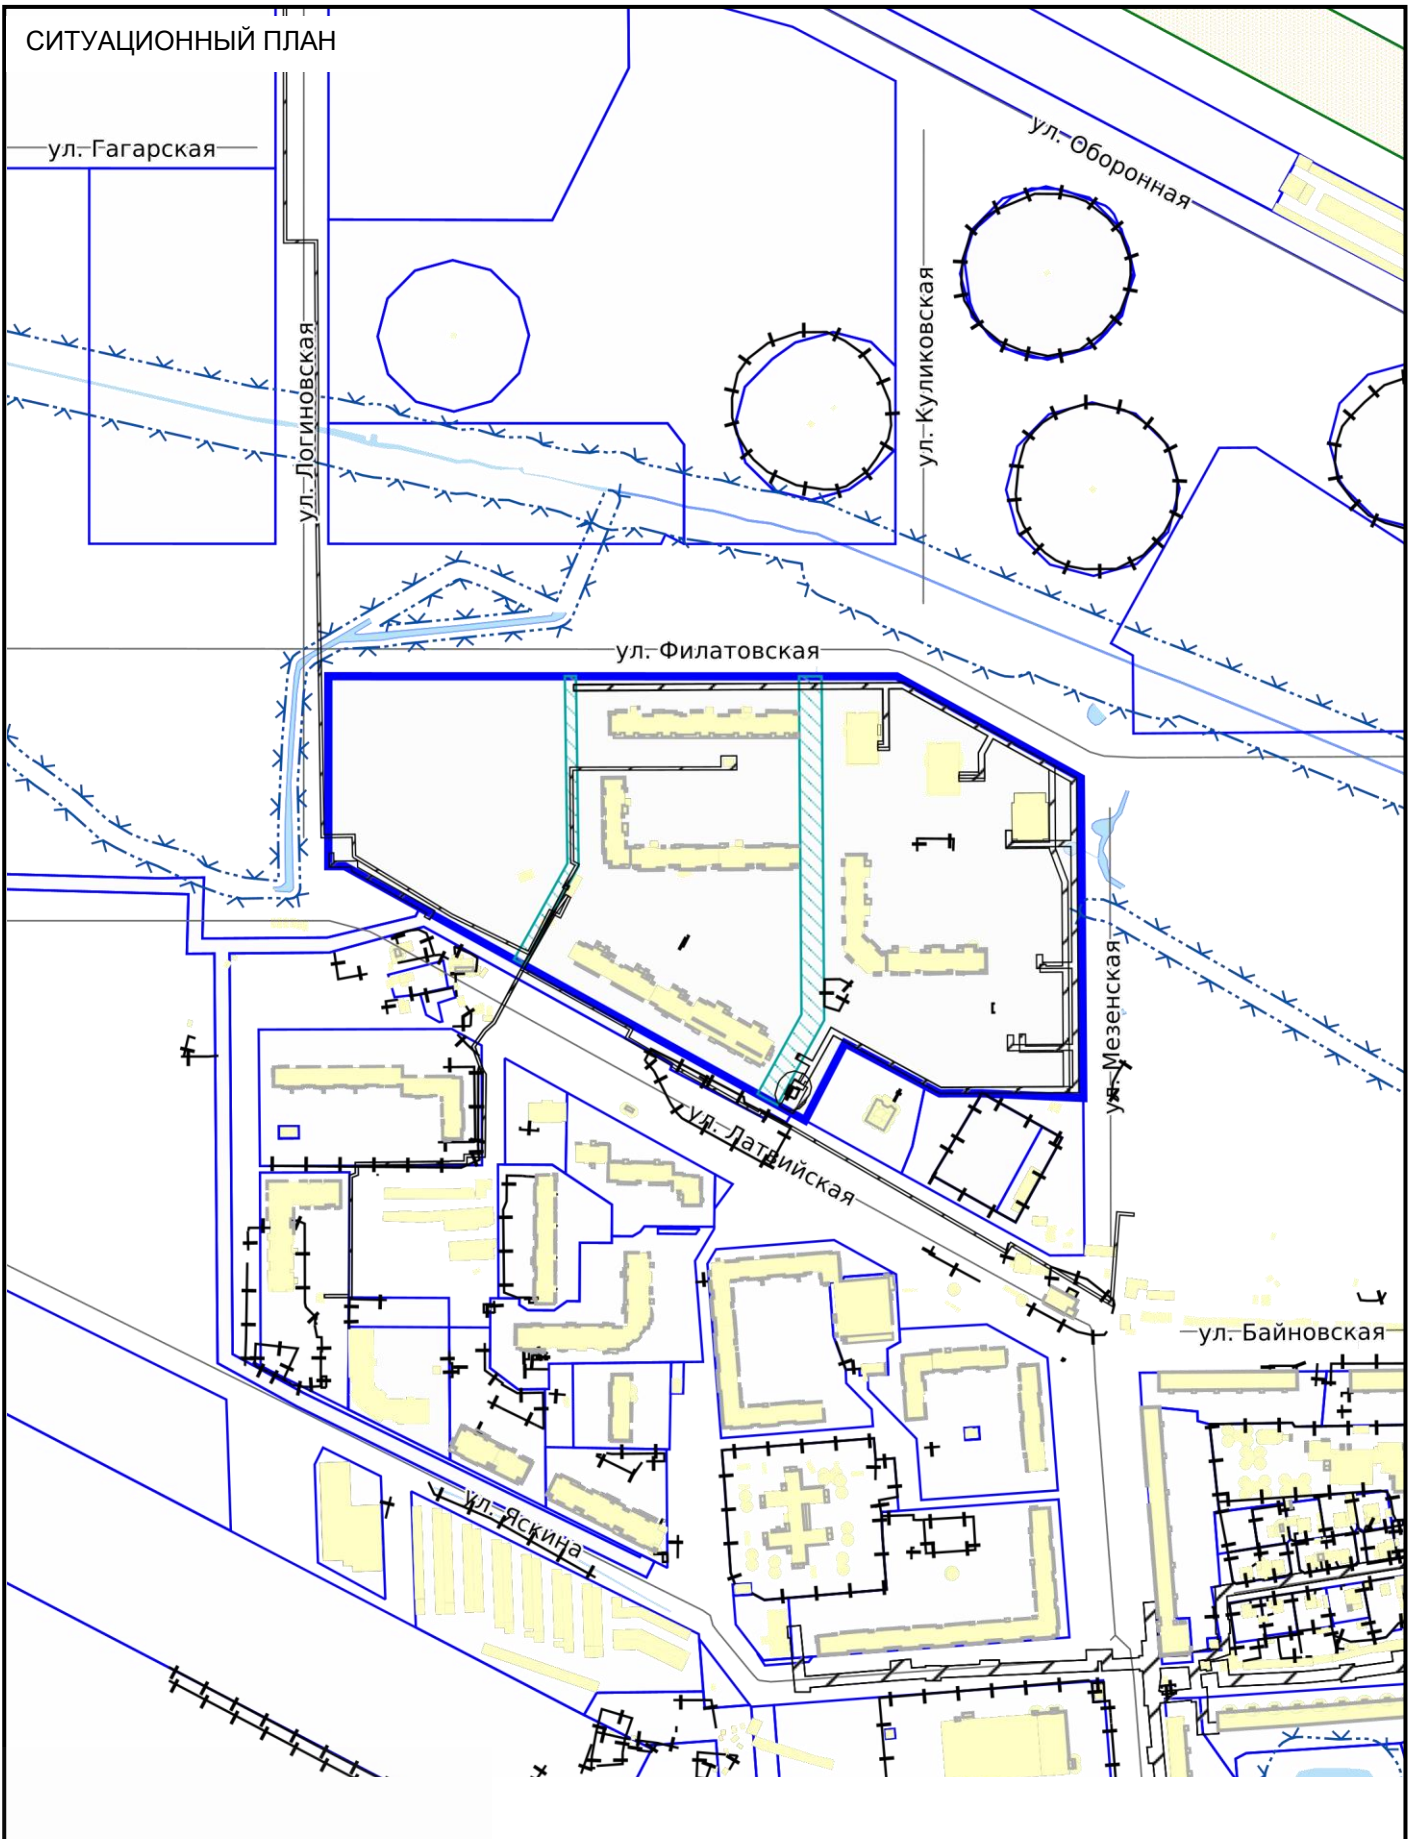 СИТУАЦИОННЫЙ ПЛАН
ул. Гагарская
ул. Оборонная
ул. Логиновская
ул. Куликовская
ул. Филатовская
ул. Мезенская
ул. Латвийская
ул. Байновская
ул. Яскина